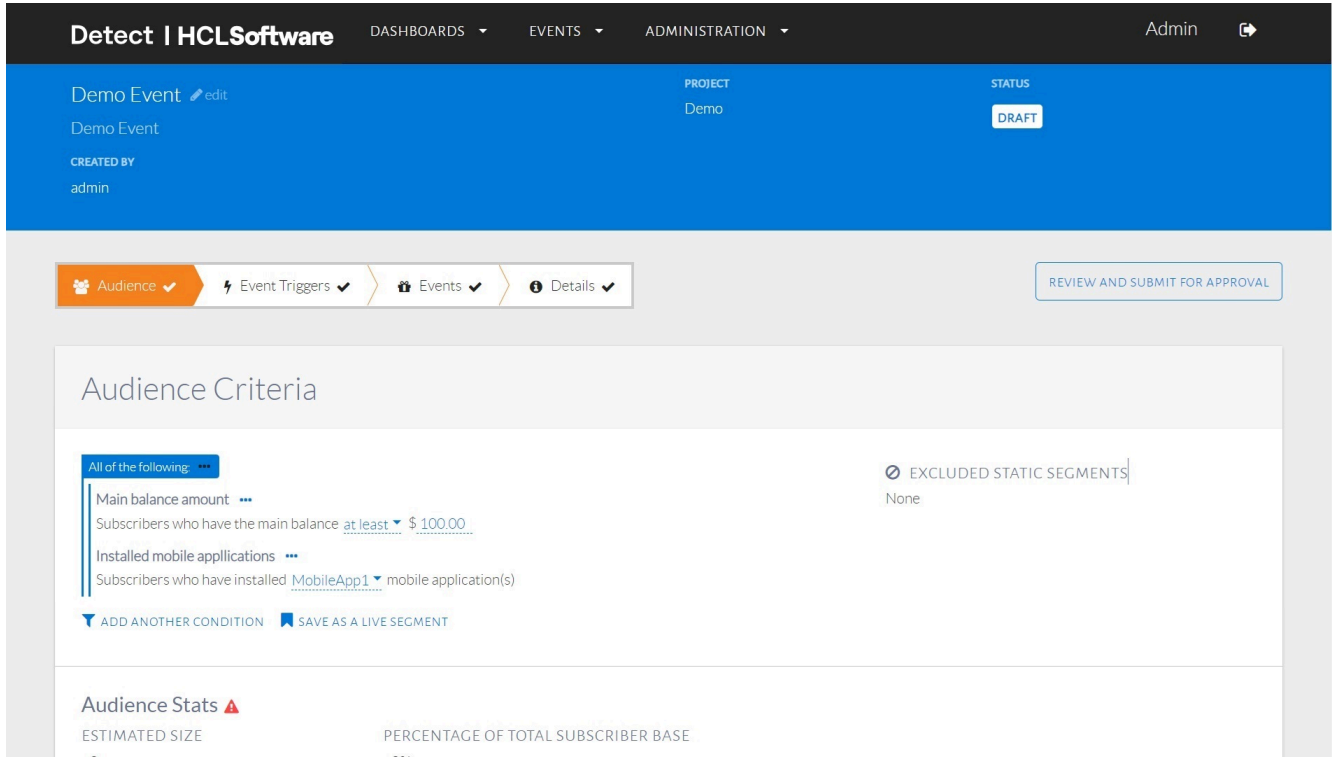 Detect | HCLSoftware DASHBOARDS EVENTS ADMINISTRATION Admin
Demo Event edit
Demo Event
CREATED BY
admin
PROJECT
Demo
STATUS
DRAFT
Audience Event Triggers Events Details
REVIEW AND SUBMIT FOR APPROVAL
Audience Criteria
All of the following: •••
Main balance amount •••
Subscribers who have the main balance at least $ 100.00
Installed mobile appllications •••
Subscribers who have installed MobileApp1 mobile application(s)
ADD ANOTHER CONDITION SAVE AS A LIVE SEGMENT
EXCLUDED STATIC SEGMENTS
None
Audience Stats
ESTIMATED SIZE PERCENTAGE OF TOTAL SUBSCRIBER BASE